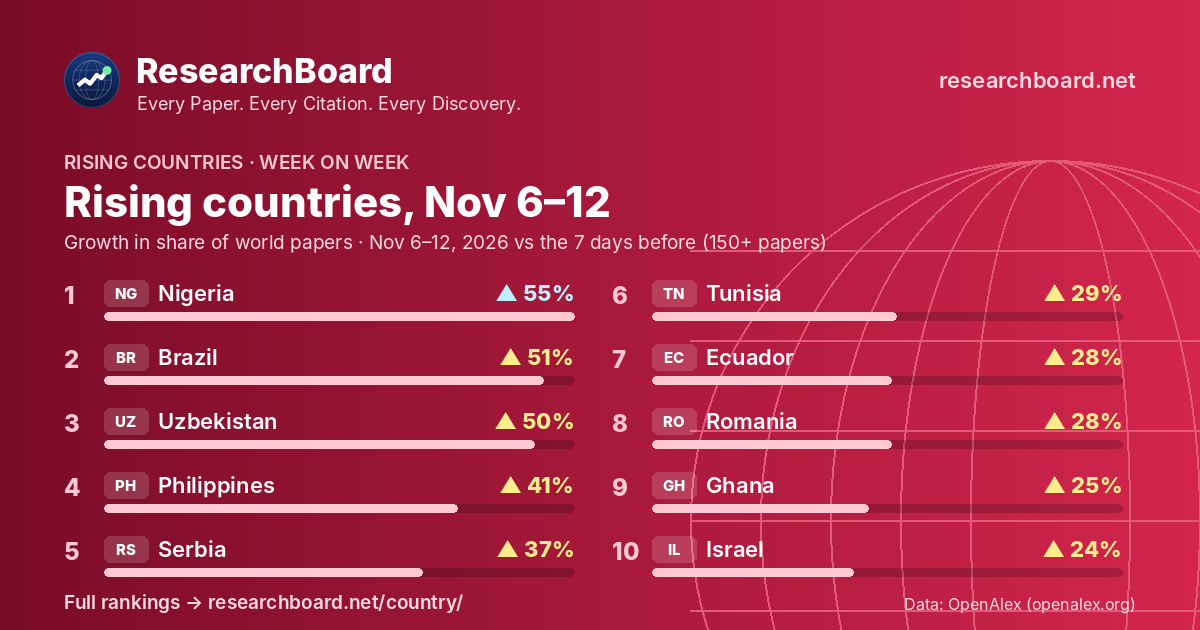 ResearchBoard
Every Paper. Every Citation. Every Discovery.
researchboard.net
RISING COUNTRIES · WEEK ON WEEK
Rising countries, Nov 6–12
Growth in share of world papers · Nov 6–12, 2026 vs the 7 days before (150+ papers)
1 NG Nigeria ▲ 55%
2 BR Brazil ▲ 51%
3 UZ Uzbekistan ▲ 50%
4 PH Philippines ▲ 41%
5 RS Serbia ▲ 37%
6 TN Tunisia ▲ 29%
7 EC Ecuador ▲ 28%
8 RO Romania ▲ 28%
9 GH Ghana ▲ 25%
10 IL Israel ▲ 24%
Full rankings → researchboard.net/country/
Data: OpenAlex (openalex.org)